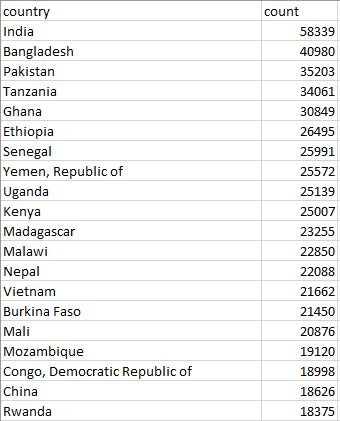 country count
India 58339
Bangladesh 40980
Pakistan 35203
Tanzania 34061
Ghana 30849
Ethiopia 26495
Senegal 25991
Yemen, Republic of 25572
Uganda 25139
Kenya 25007
Madagascar 23255
Malawi 22850
Nepal 22088
Vietnam 21662
Burkina Faso 21450
Mali 20876
Mozambique 19120
Congo, Democratic Republic of 18998
China 18626
Rwanda 18375